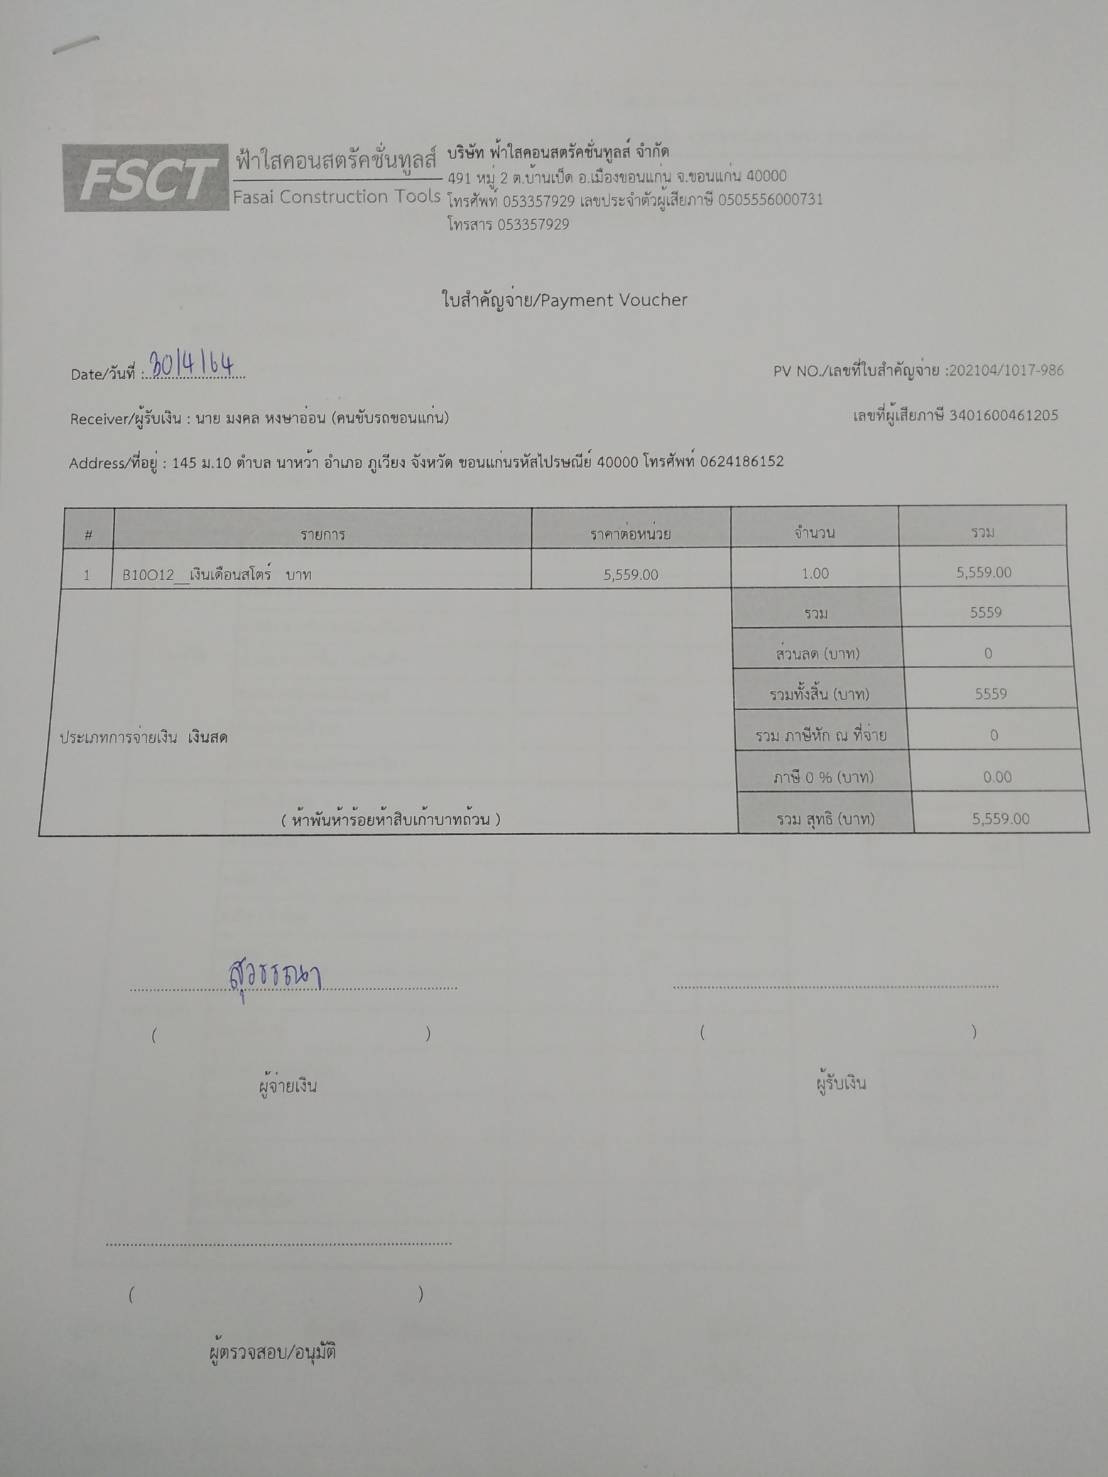 FSCT
ฟ้าใสคอนสตรัคชั่นทูลส์
Fasai Construction Tools
บริษัท ฟ้าใสคอนสตรัคชั่นทูลส์ จำกัด
491 หมู่ 2 ต.บ้านเป็ด อ.เมืองขอนแก่น จ.ขอนแก่น 40000
โทรศัพท์ 053357929 เลขประจำตัวผู้เสียภาษี 0505556000731
โทรสาร 053357929
ใบสำคัญจ่าย/Payment Voucher
Date/วันที่ : 30/4/64
PV NO./เลขที่ใบสำคัญจ่าย :202104/1017-986
Receiver/ผู้รับเงิน : นาย มงคล หงษาอ่อน (คนขับรถขอนแก่น)
เลขที่ผู้เสียภาษี 3401600461205
Address/ที่อยู่ : 145 ม.10 ตำบล นาหว้า อำเภอ ภูเวียง จังหวัด ขอนแก่นรหัสไปรษณีย์ 40000 โทรศัพท์ 0624186152
# รายการ ราคาต่อหน่วย จำนวน รวม
1 B10O12__เงินเดือนสโตร์ บาท 5,559.00 1.00 5,559.00
รวม 5559
ส่วนลด (บาท) 0
รวมทั้งสิ้น (บาท) 5559
ประเภทการจ่ายเงิน เงินสด
รวม ภาษีหัก ณ ที่จ่าย 0
ภาษี 0 % (บาท) 0.00
( ห้าพันห้าร้อยห้าสิบเก้าบาทถ้วน )
รวม สุทธิ (บาท) 5,559.00
สุวรรณา
( )
( )
ผู้จ่ายเงิน
ผู้รับเงิน
( )
ผู้ตรวจสอบ/อนุมัติ